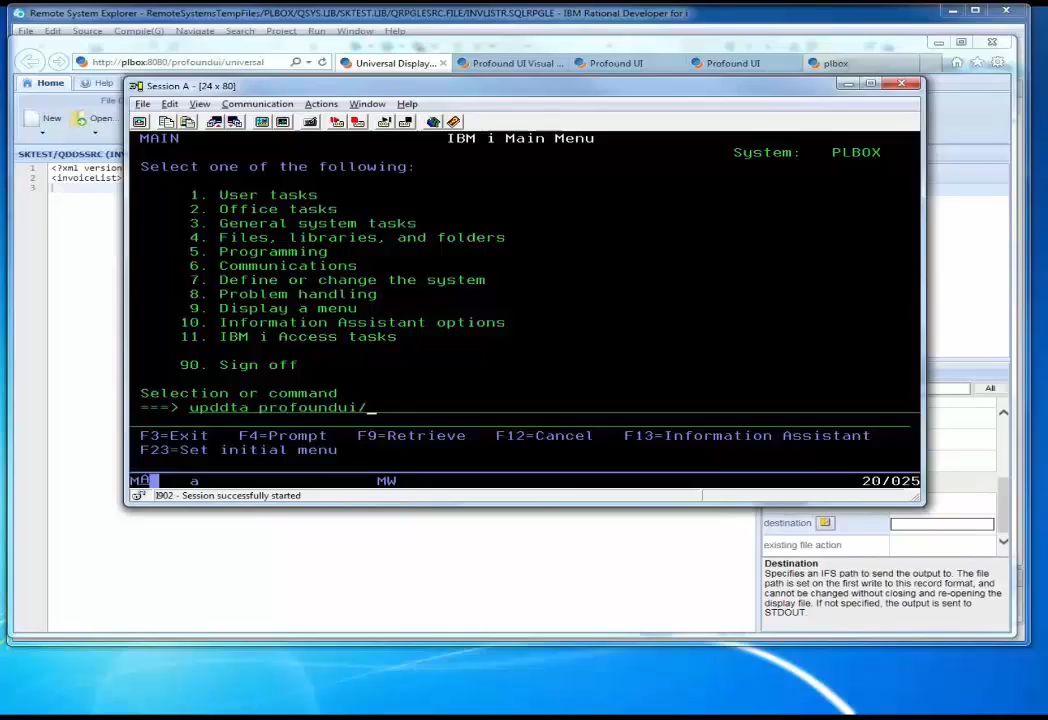 Remote System Explorer - RemoteSystemsTempFiles/PLBOX/QSYS.LIB/SKTEST.LIB/QRPGLESRC.FILE/INVLISTR.SQLRPGLE - IBM Rational Developer for i
File Edit Source Compile(G) Navigate Search Project Run Window Help
http://plbox:8080/profoundui/universal
Universal Display...
Profound UI Visual ...
Profound UI
Profound UI
plbox
Home
Help
New
Open...
SKTEST/QDDSSRC
1 <?xml version
2 <invoiceList>
3
Session A - [24 x 80]
File Edit View Communication Actions Window Help
MAIN IBM i Main Menu
System: PLBOX
Select one of the following:
1. User tasks
2. Office tasks
3. General system tasks
4. Files, libraries, and folders
5. Programming
6. Communications
7. Define or change the system
8. Problem handling
9. Display a menu
10. Information Assistant options
11. IBM i Access tasks
90. Sign off
Selection or command
===> upddta profoundui/_
F3=Exit F4=Prompt F9=Retrieve F12=Cancel F13=Information Assistant
F23=Set initial menu
MA a MW 20/025
I902 - Session successfully started
All
destination
existing file action
Destination
Specifies an IFS path to send the output to. The file
path is set on the first write to this record format, and
cannot be changed without closing and re-opening the
display file. If not specified, the output is sent to
STDOUT.